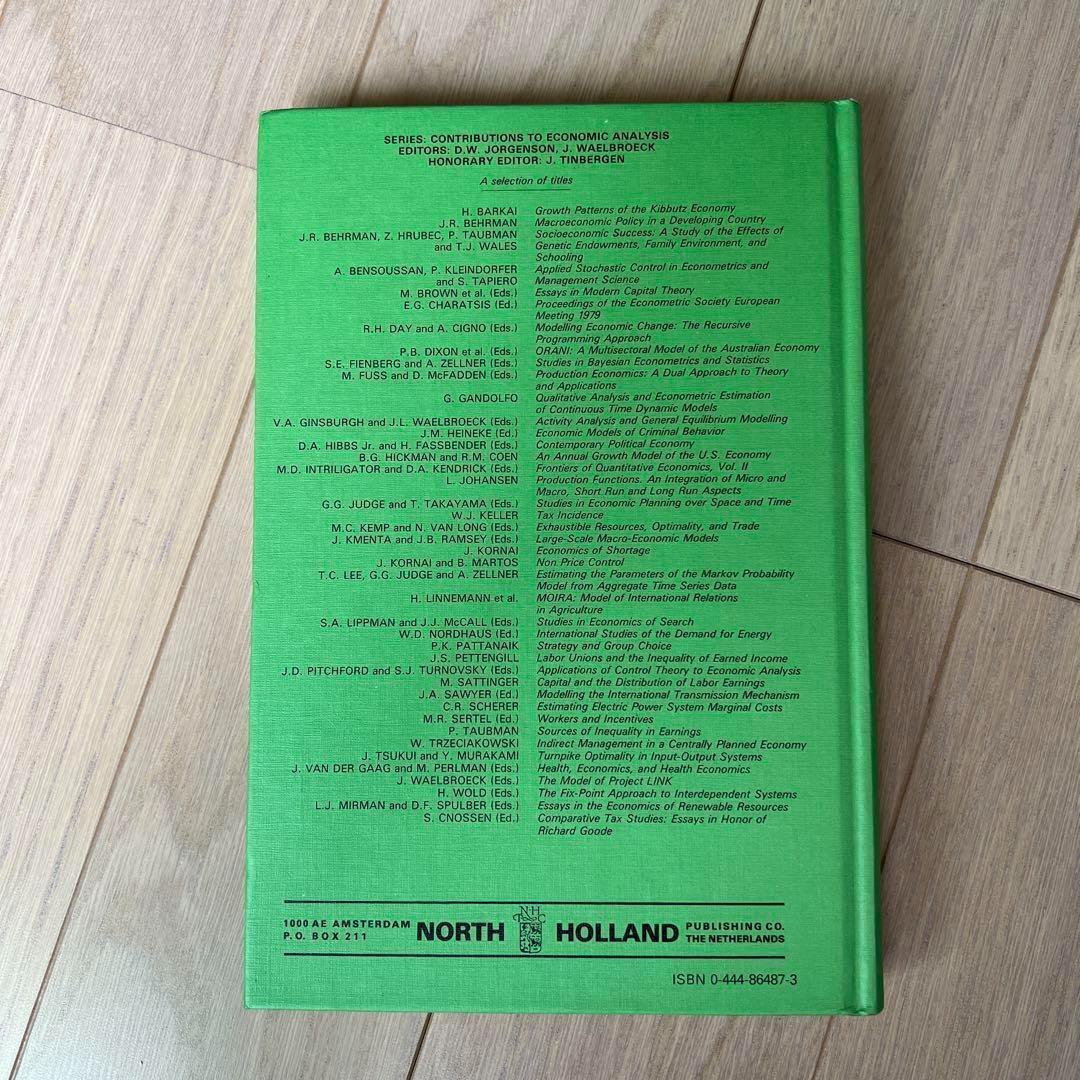 SERIES: CONTRIBUTIONS TO ECONOMIC ANALYSIS
EDITORS: D.W. JORGENSON, J. WAELBROECK
HONORARY EDITOR: J. TINBERGEN
A selection of titles
H. BARKAI Growth Patterns of the Kibbutz Economy
J.R. BEHRMAN Macroeconomic Policy in a Developing Country
J.R. BEHRMAN, Z. HRUBEC, P. TAUBMAN Socioeconomic Success: A Study of the Effects of
and T.J. WALES Genetic Endowments, Family Environment, and
Schooling
A. BENSOUSSAN, P. KLEINDORFER Applied Stochastic Control in Econometrics and
and S. TAPIERO Management Science
M. BROWN et al. (Eds.) Essays in Modern Capital Theory
E.G. CHARATSIS (Ed.) Proceedings of the Econometric Society European
Meeting 1979
R.H. DAY and A. CIGNO (Eds.) Modelling Economic Change: The Recursive
Programming Approach
P.B. DIXON et al. (Eds.) ORANI: A Multisectoral Model of the Australian Economy
S.E. FIENBERG and A. ZELLNER (Eds.) Studies in Bayesian Econometrics and Statistics
M. FUSS and D. McFADDEN (Eds.) Production Economics: A Dual Approach to Theory
and Applications
G. GANDOLFO Qualitative Analysis and Econometric Estimation
of Continuous Time Dynamic Models
V.A. GINSBURGH and J.L. WAELBROECK (Eds.) Activity Analysis and General Equilibrium Modelling
J.M. HEINEKE (Ed.) Economic Models of Criminal Behavior
D.A. HIBBS Jr. and H. FASSBENDER (Eds.) Contemporary Political Economy
B.G. HICKMAN and R.M. COEN An Annual Growth Model of the U.S. Economy
M.D. INTRILIGATOR and D.A. KENDRICK (Eds.) Frontiers of Quantitative Economics, Vol. II
L. JOHANSEN Production Functions. An Integration of Micro and
Macro, Short Run and Long Run Aspects
G.G. JUDGE and T. TAKAYAMA (Eds.) Studies in Economic Planning over Space and Time
W.J. KELLER Tax Incidence
M.C. KEMP and N. VAN LONG (Eds.) Exhaustible Resources, Optimality, and Trade
J. KMENTA and J.B. RAMSEY (Eds.) Large-Scale Macro-Economic Models
J. KORNAI Economics of Shortage
J. KORNAI and B. MARTOS Non Price Control
T.C. LEE, G.G. JUDGE and A. ZELLNER Estimating the Parameters of the Markov Probability
Model from Aggregate Time Series Data
H. LINNEMANN et al. MOIRA: Model of International Relations
in Agriculture
S.A. LIPPMAN and J.J. McCALL (Eds.) Studies in Economics of Search
W.D. NORDHAUS (Ed.) International Studies of the Demand for Energy
P.K. PATTANAIK Strategy and Group Choice
J.S. PETTENGILL Labor Unions and the Inequality of Earned Income
J.D. PITCHFORD and S.J. TURNOVSKY (Eds.) Applications of Control Theory to Economic Analysis
M. SATTINGER Capital and the Distribution of Labor Earnings
J.A. SAWYER (Ed.) Modelling the International Transmission Mechanism
C.R. SCHERER Estimating Electric Power System Marginal Costs
M.R. SERTEL (Ed.) Workers and Incentives
P. TAUBMAN Sources of Inequality in Earnings
W. TRZECIAKOWSKI Indirect Management in a Centrally Planned Economy
J. TSUKUI and Y. MURAKAMI Turnpike Optimality in Input-Output Systems
J. VAN DER GAAG and M. PERLMAN (Eds.) Health, Economics, and Health Economics
J. WAELBROECK (Eds.) The Model of Project LINK
H. WOLD (Eds.) The Fix-Point Approach to Interdependent Systems
L.J. MIRMAN and D.F. SPULBER (Eds.) Essays in the Economics of Renewable Resources
S. CNOSSEN (Ed.) Comparative Tax Studies: Essays in Honor of
Richard Goode
1000 AE AMSTERDAM
P.O. BOX 211
NORTH HOLLAND
NH
TC
PUBLISHING CO.
THE NETHERLANDS
ISBN 0-444-86487-3